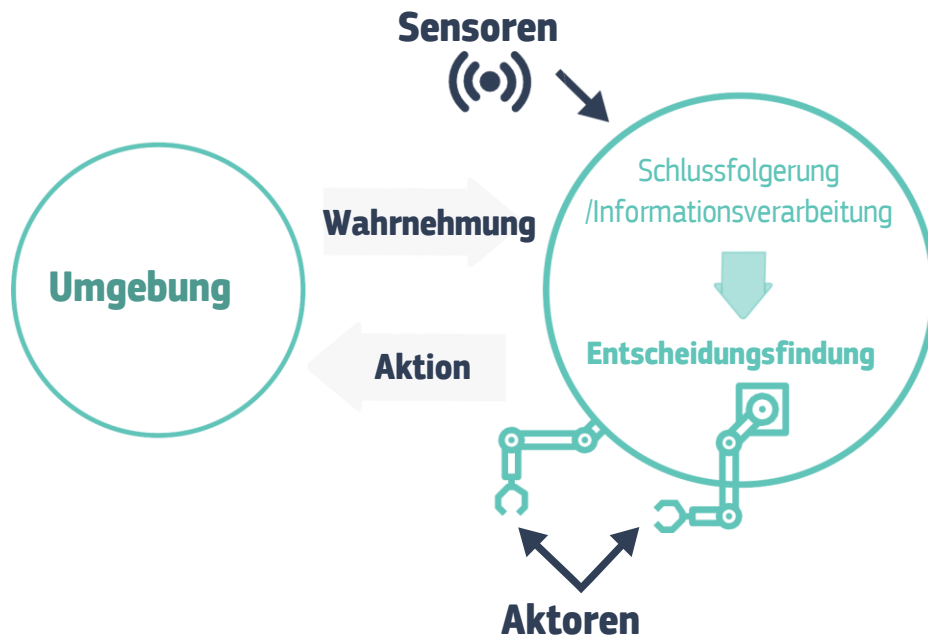 Sensoren
Schlussfolgerung
/Informationsverarbeitung
Wahrnehmung
Umgebung
Entscheidungsfindung
Aktion
Aktoren